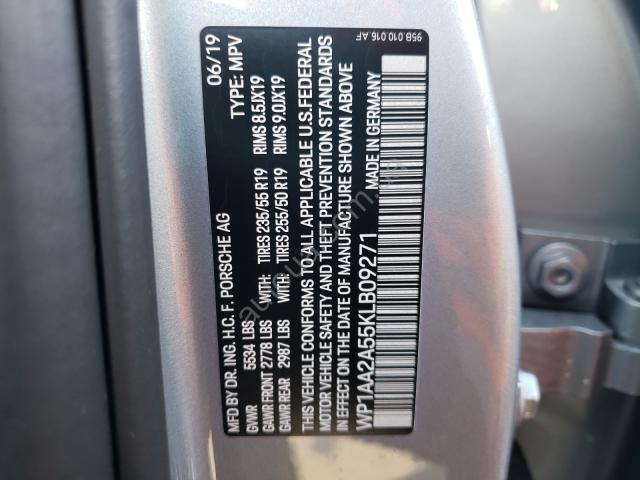 95B.010.016.AF
MFD BY DR. ING. H.C. F. PORSCHE AG 06/19
GVWR 5534 LBS TYPE: MPV
GAWR FRONT 2778 LBS WITH: TIRES 235/55 R19 RIMS 8.5JX19
GAWR REAR 2987 LBS WITH: TIRES 255/50 R19 RIMS 9.0JX19
THIS VEHICLE CONFORMS TO ALL APPLICABLE U.S.FEDERAL
MOTOR VEHICLE SAFETY AND THEFT PREVENTION STANDARDS
IN EFFECT ON THE DATE OF MANUFACTURE SHOWN ABOVE
WP1AA2A55KLB09271 MADE IN GERMANY